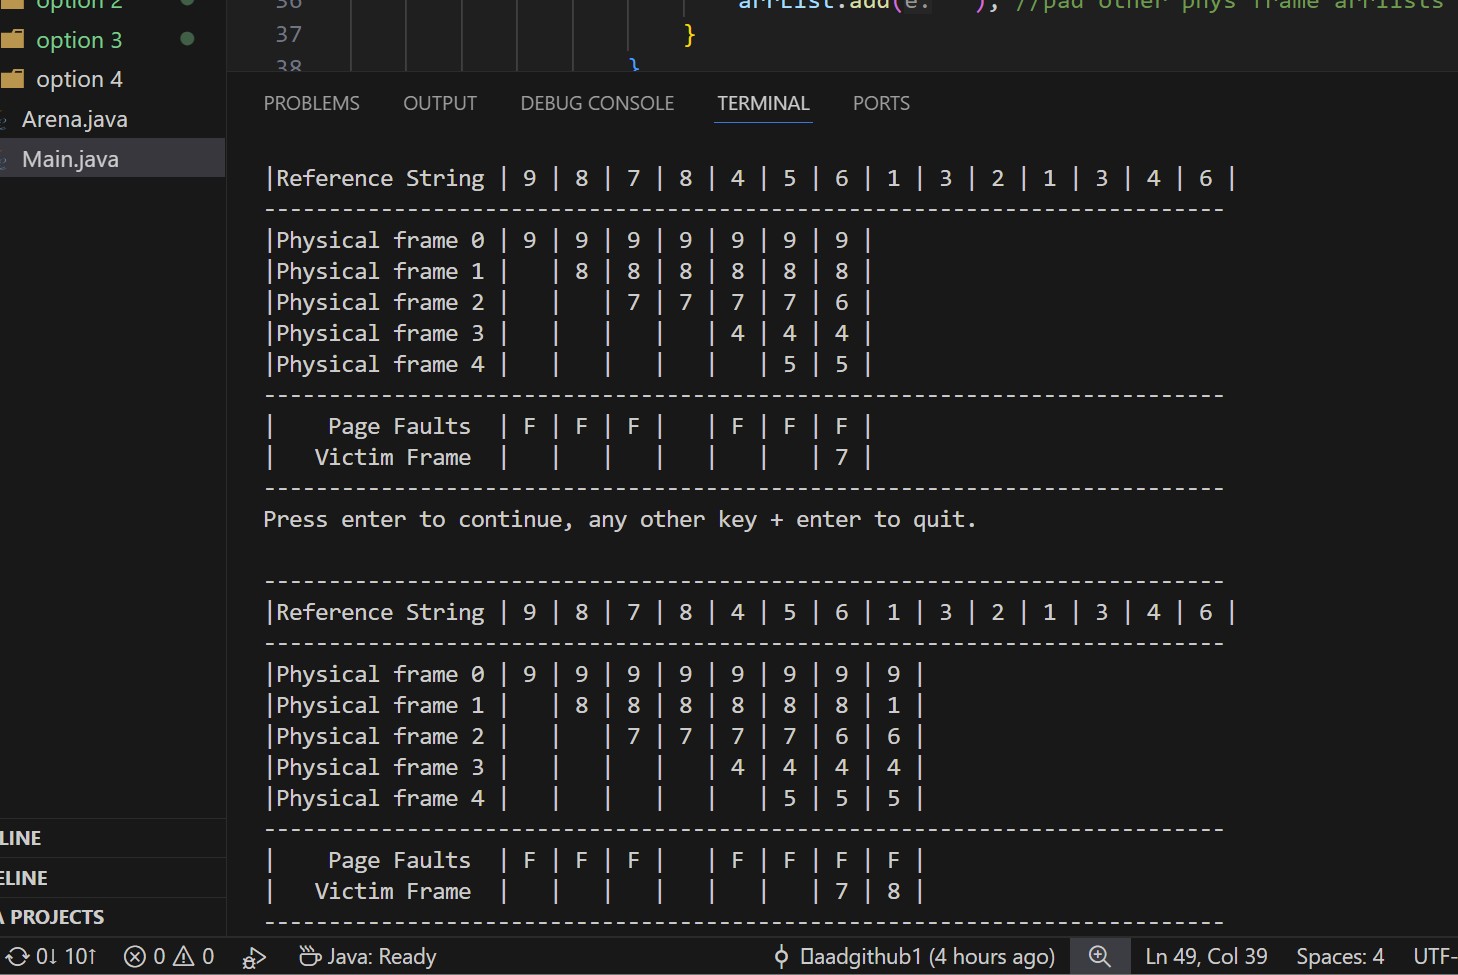 option 2
option 3
option 4
Arena.java
Main.java
LINE
ELINE
A PROJECTS
36
arrList.add(e: " "); //pad other phys frame arrlists
37 }
38 }
PROBLEMS OUTPUT DEBUG CONSOLE TERMINAL PORTS
|Reference String | 9 | 8 | 7 | 8 | 4 | 5 | 6 | 1 | 3 | 2 | 1 | 3 | 4 | 6 |
--------------------------------------------------------------------------
|Physical frame 0 | 9 | 9 | 9 | 9 | 9 | 9 | 9 |
|Physical frame 1 |   | 8 | 8 | 8 | 8 | 8 | 8 |
|Physical frame 2 |   |   | 7 | 7 | 7 | 7 | 6 |
|Physical frame 3 |   |   |   |   | 4 | 4 | 4 |
|Physical frame 4 |   |   |   |   |   | 5 | 5 |
--------------------------------------------------------------------------
|    Page Faults  | F | F | F |   | F | F | F |
|   Victim Frame  |   |   |   |   |   |   | 7 |
--------------------------------------------------------------------------
Press enter to continue, any other key + enter to quit.
--------------------------------------------------------------------------
|Reference String | 9 | 8 | 7 | 8 | 4 | 5 | 6 | 1 | 3 | 2 | 1 | 3 | 4 | 6 |
--------------------------------------------------------------------------
|Physical frame 0 | 9 | 9 | 9 | 9 | 9 | 9 | 9 | 9 |
|Physical frame 1 |   | 8 | 8 | 8 | 8 | 8 | 8 | 1 |
|Physical frame 2 |   |   | 7 | 7 | 7 | 7 | 6 | 6 |
|Physical frame 3 |   |   |   |   | 4 | 4 | 4 | 4 |
|Physical frame 4 |   |   |   |   |   | 5 | 5 | 5 |
--------------------------------------------------------------------------
|    Page Faults  | F | F | F |   | F | F | F | F |
|   Victim Frame  |   |   |   |   |   |   | 7 | 8 |
--------------------------------------------------------------------------
0↓ 10↑ 0 0 Java: Ready aadgithub1 (4 hours ago) Ln 49, Col 39 Spaces: 4 UTF-